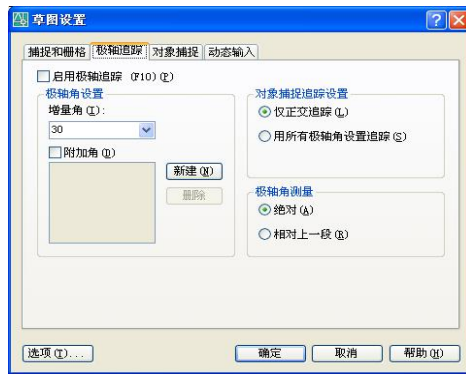 草图设置
捕捉和栅格 极轴追踪 对象捕捉 动态输入
启用极轴追踪 (F10)(P)
极轴角设置
增量角(I):
30
附加角(D)
新建(N)
删除
对象捕捉追踪设置
仅正交追踪(L)
用所有极轴角设置追踪(S)
极轴角测量
绝对(A)
相对上一段(R)
选项(T)... 确定 取消 帮助(H)